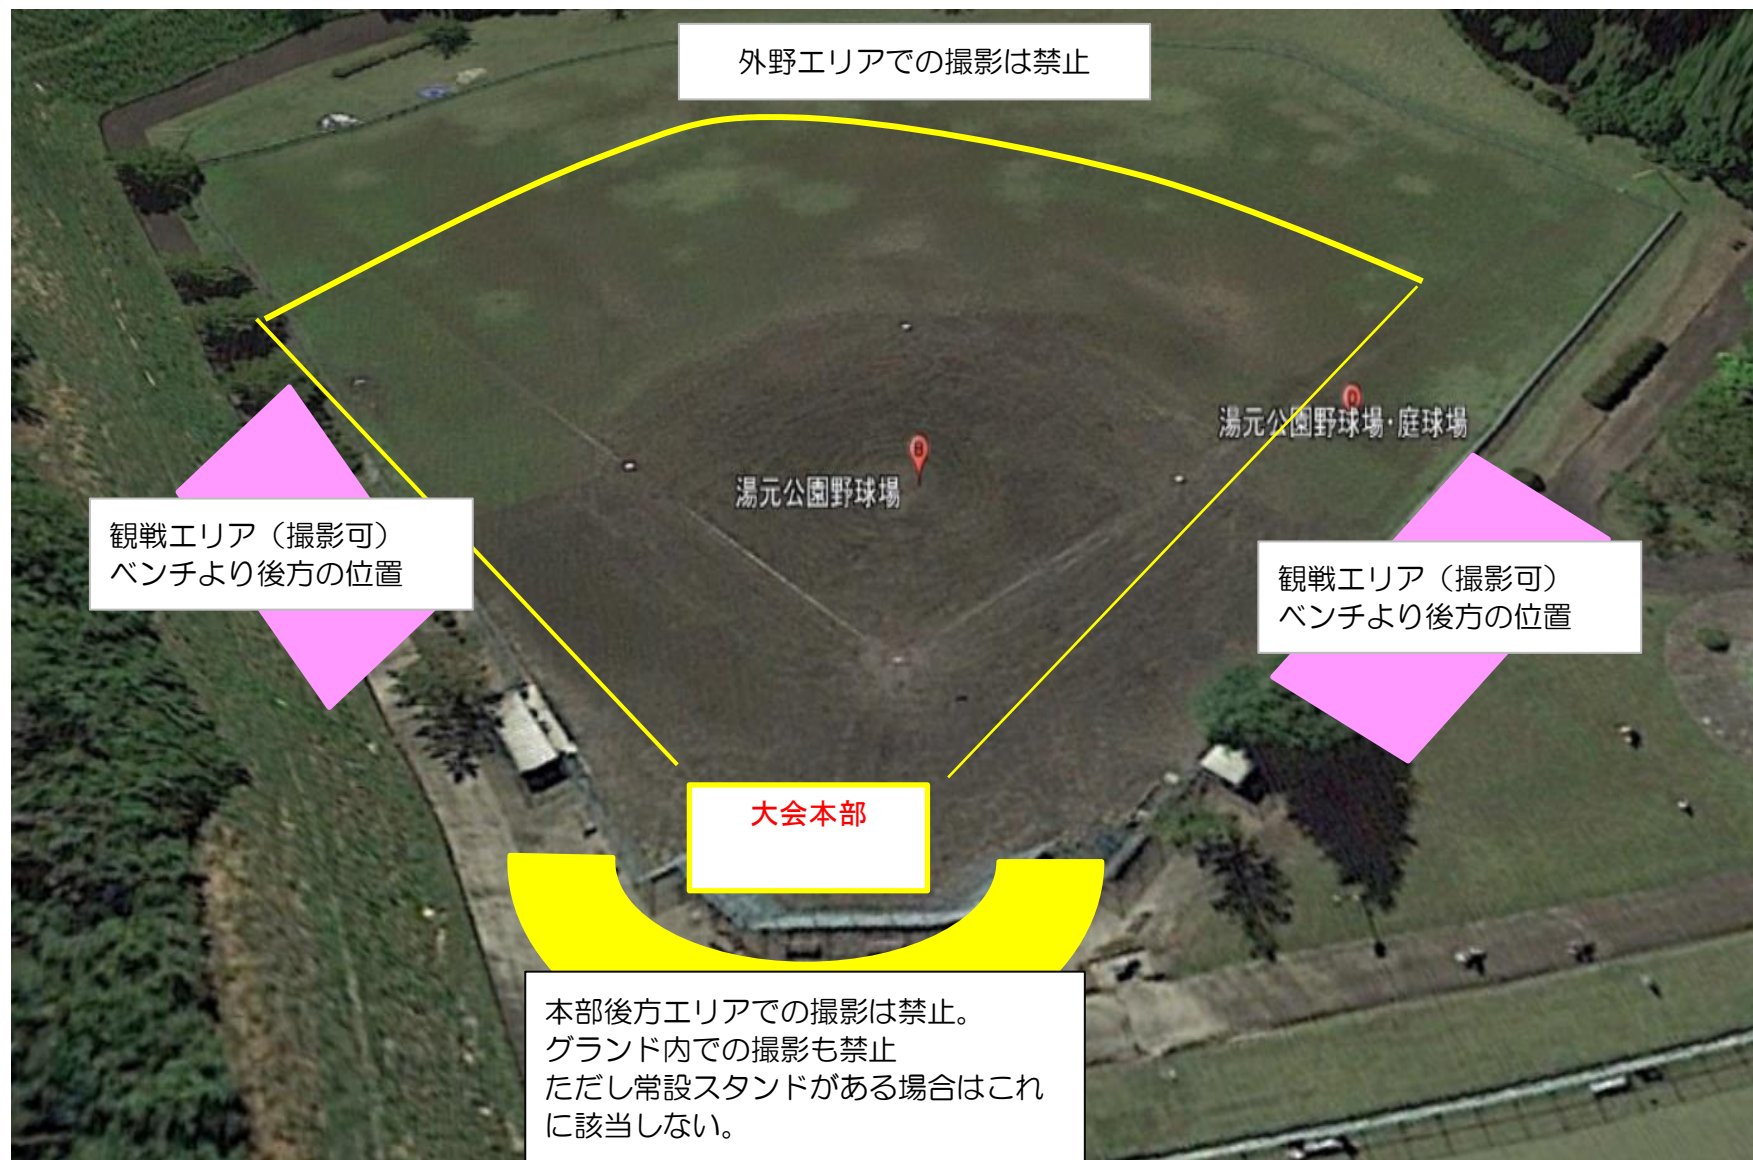 外野エリアでの撮影は禁止
B
湯元公園野球場
湯元公園野球場・庭球場
観戦エリア（撮影可）
ベンチより後方の位置
観戦エリア（撮影可）
ベンチより後方の位置
大会本部
本部後方エリアでの撮影は禁止。
グランド内での撮影も禁止
ただし常設スタンドがある場合はこれ
に該当しない。